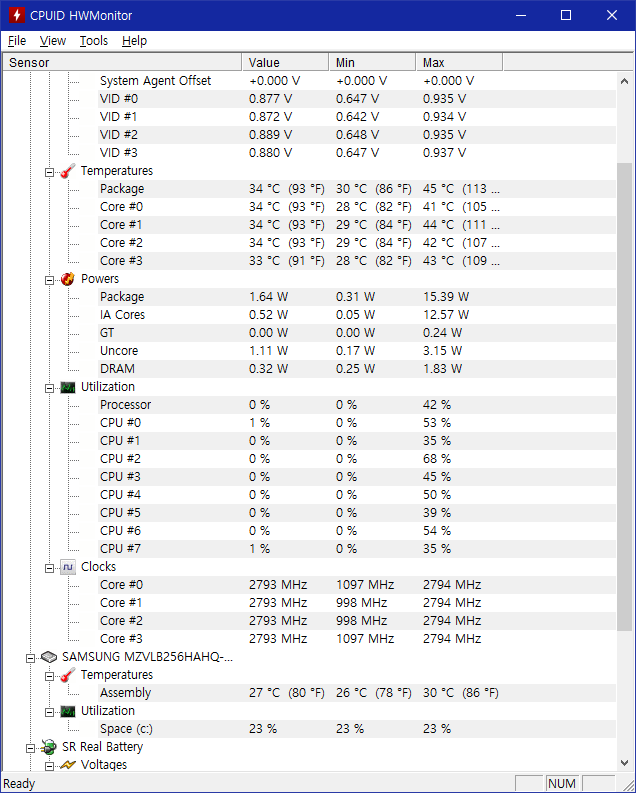 CPUID HWMonitor
File View Tools Help
Sensor Value Min Max
System Agent Offset +0.000 V +0.000 V +0.000 V
VID #0 0.877 V 0.647 V 0.935 V
VID #1 0.872 V 0.642 V 0.934 V
VID #2 0.889 V 0.648 V 0.935 V
VID #3 0.880 V 0.647 V 0.937 V
Temperatures
Package 34 °C (93 °F) 30 °C (86 °F) 45 °C (113 ...
Core #0 34 °C (93 °F) 28 °C (82 °F) 41 °C (105 ...
Core #1 34 °C (93 °F) 29 °C (84 °F) 44 °C (111 ...
Core #2 34 °C (93 °F) 29 °C (84 °F) 42 °C (107 ...
Core #3 33 °C (91 °F) 28 °C (82 °F) 43 °C (109 ...
Powers
Package 1.64 W 0.31 W 15.39 W
IA Cores 0.52 W 0.05 W 12.57 W
GT 0.00 W 0.00 W 0.24 W
Uncore 1.11 W 0.17 W 3.15 W
DRAM 0.32 W 0.25 W 1.83 W
Utilization
Processor 0 % 0 % 42 %
CPU #0 1 % 0 % 53 %
CPU #1 0 % 0 % 35 %
CPU #2 0 % 0 % 68 %
CPU #3 0 % 0 % 45 %
CPU #4 0 % 0 % 50 %
CPU #5 0 % 0 % 39 %
CPU #6 0 % 0 % 54 %
CPU #7 1 % 0 % 35 %
Clocks
Core #0 2793 MHz 1097 MHz 2794 MHz
Core #1 2793 MHz 998 MHz 2794 MHz
Core #2 2793 MHz 998 MHz 2794 MHz
Core #3 2793 MHz 1097 MHz 2794 MHz
SAMSUNG MZVLB256HAHQ-...
Temperatures
Assembly 27 °C (80 °F) 26 °C (78 °F) 30 °C (86 °F)
Utilization
Space (c:) 23 % 23 % 23 %
SR Real Battery
Voltages
Ready NUM